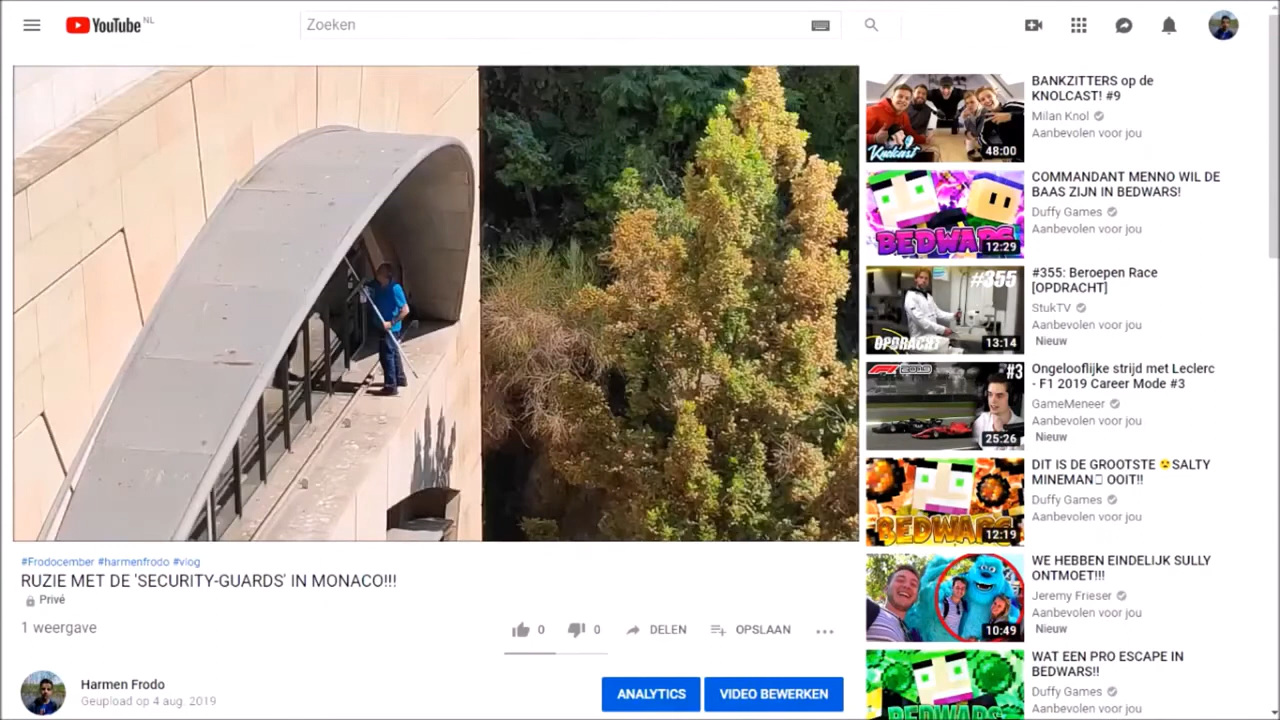 YouTube NL
Zoeken
#Frodocember #harmenfrodo #vlog
RUZIE MET DE 'SECURITY-GUARDS' IN MONACO!!!
Privé
1 weergave
0
0
DELEN
OPSLAAN
Harmen Frodo
Geüpload op 4 aug. 2019
ANALYTICS
VIDEO BEWERKEN
Knolcast
48:00
BANKZITTERS op de
KNOLCAST! #9
Milan Knol
Aanbevolen voor jou
BEDWARS
12:29
COMMANDANT MENNO WIL DE
BAAS ZIJN IN BEDWARS!
Duffy Games
Aanbevolen voor jou
#355
OPDRACHT
13:14
#355: Beroepen Race
[OPDRACHT]
StukTV
Aanbevolen voor jou
Nieuw
F1 2019
#3
25:26
Ongelooflijke strijd met Leclerc
- F1 2019 Career Mode #3
GameMeneer
Aanbevolen voor jou
Nieuw
BEDWARS
12:19
DIT IS DE GROOTSTE 😲SALTY
MINEMAN▯ OOIT!!
Duffy Games
Aanbevolen voor jou
10:49
WE HEBBEN EINDELIJK SULLY
ONTMOET!!!
Jeremy Frieser
Aanbevolen voor jou
Nieuw
BEDWARS
WAT EEN PRO ESCAPE IN
BEDWARS!!
Duffy Games
Aanbevolen voor jou